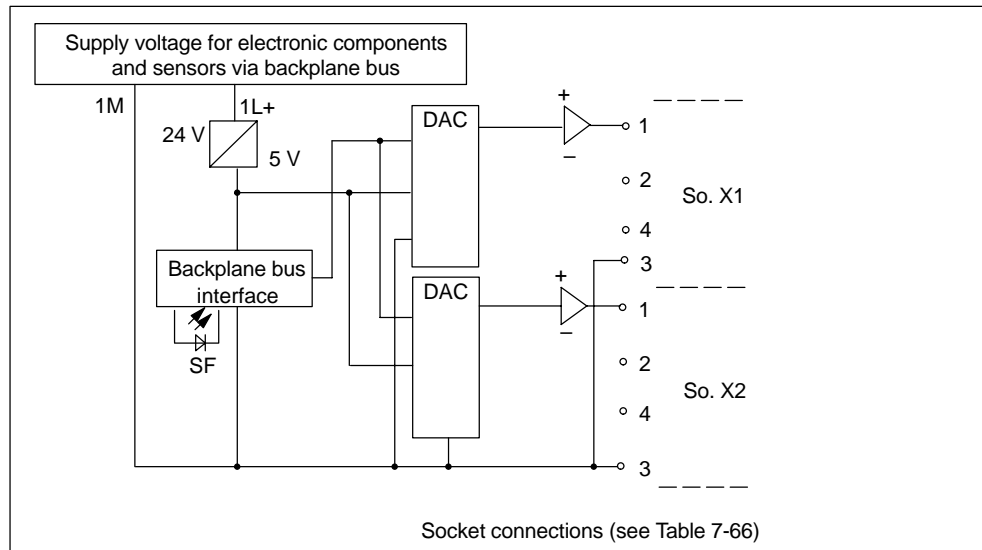 Supply voltage for electronic components
and sensors via backplane bus
1M
1L+
24 V
5 V
DAC
+
–
1
2
4
3
So. X1
Backplane bus
interface
SF
DAC
+
–
1
2
4
3
So. X2
Socket connections (see Table 7-66)